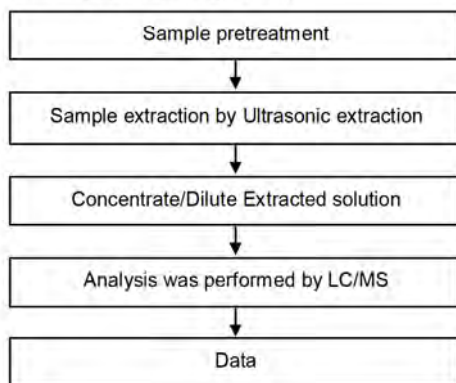 Sample pretreatment
Sample extraction by Ultrasonic extraction
Concentrate/Dilute Extracted solution
Analysis was performed by LC/MS
Data